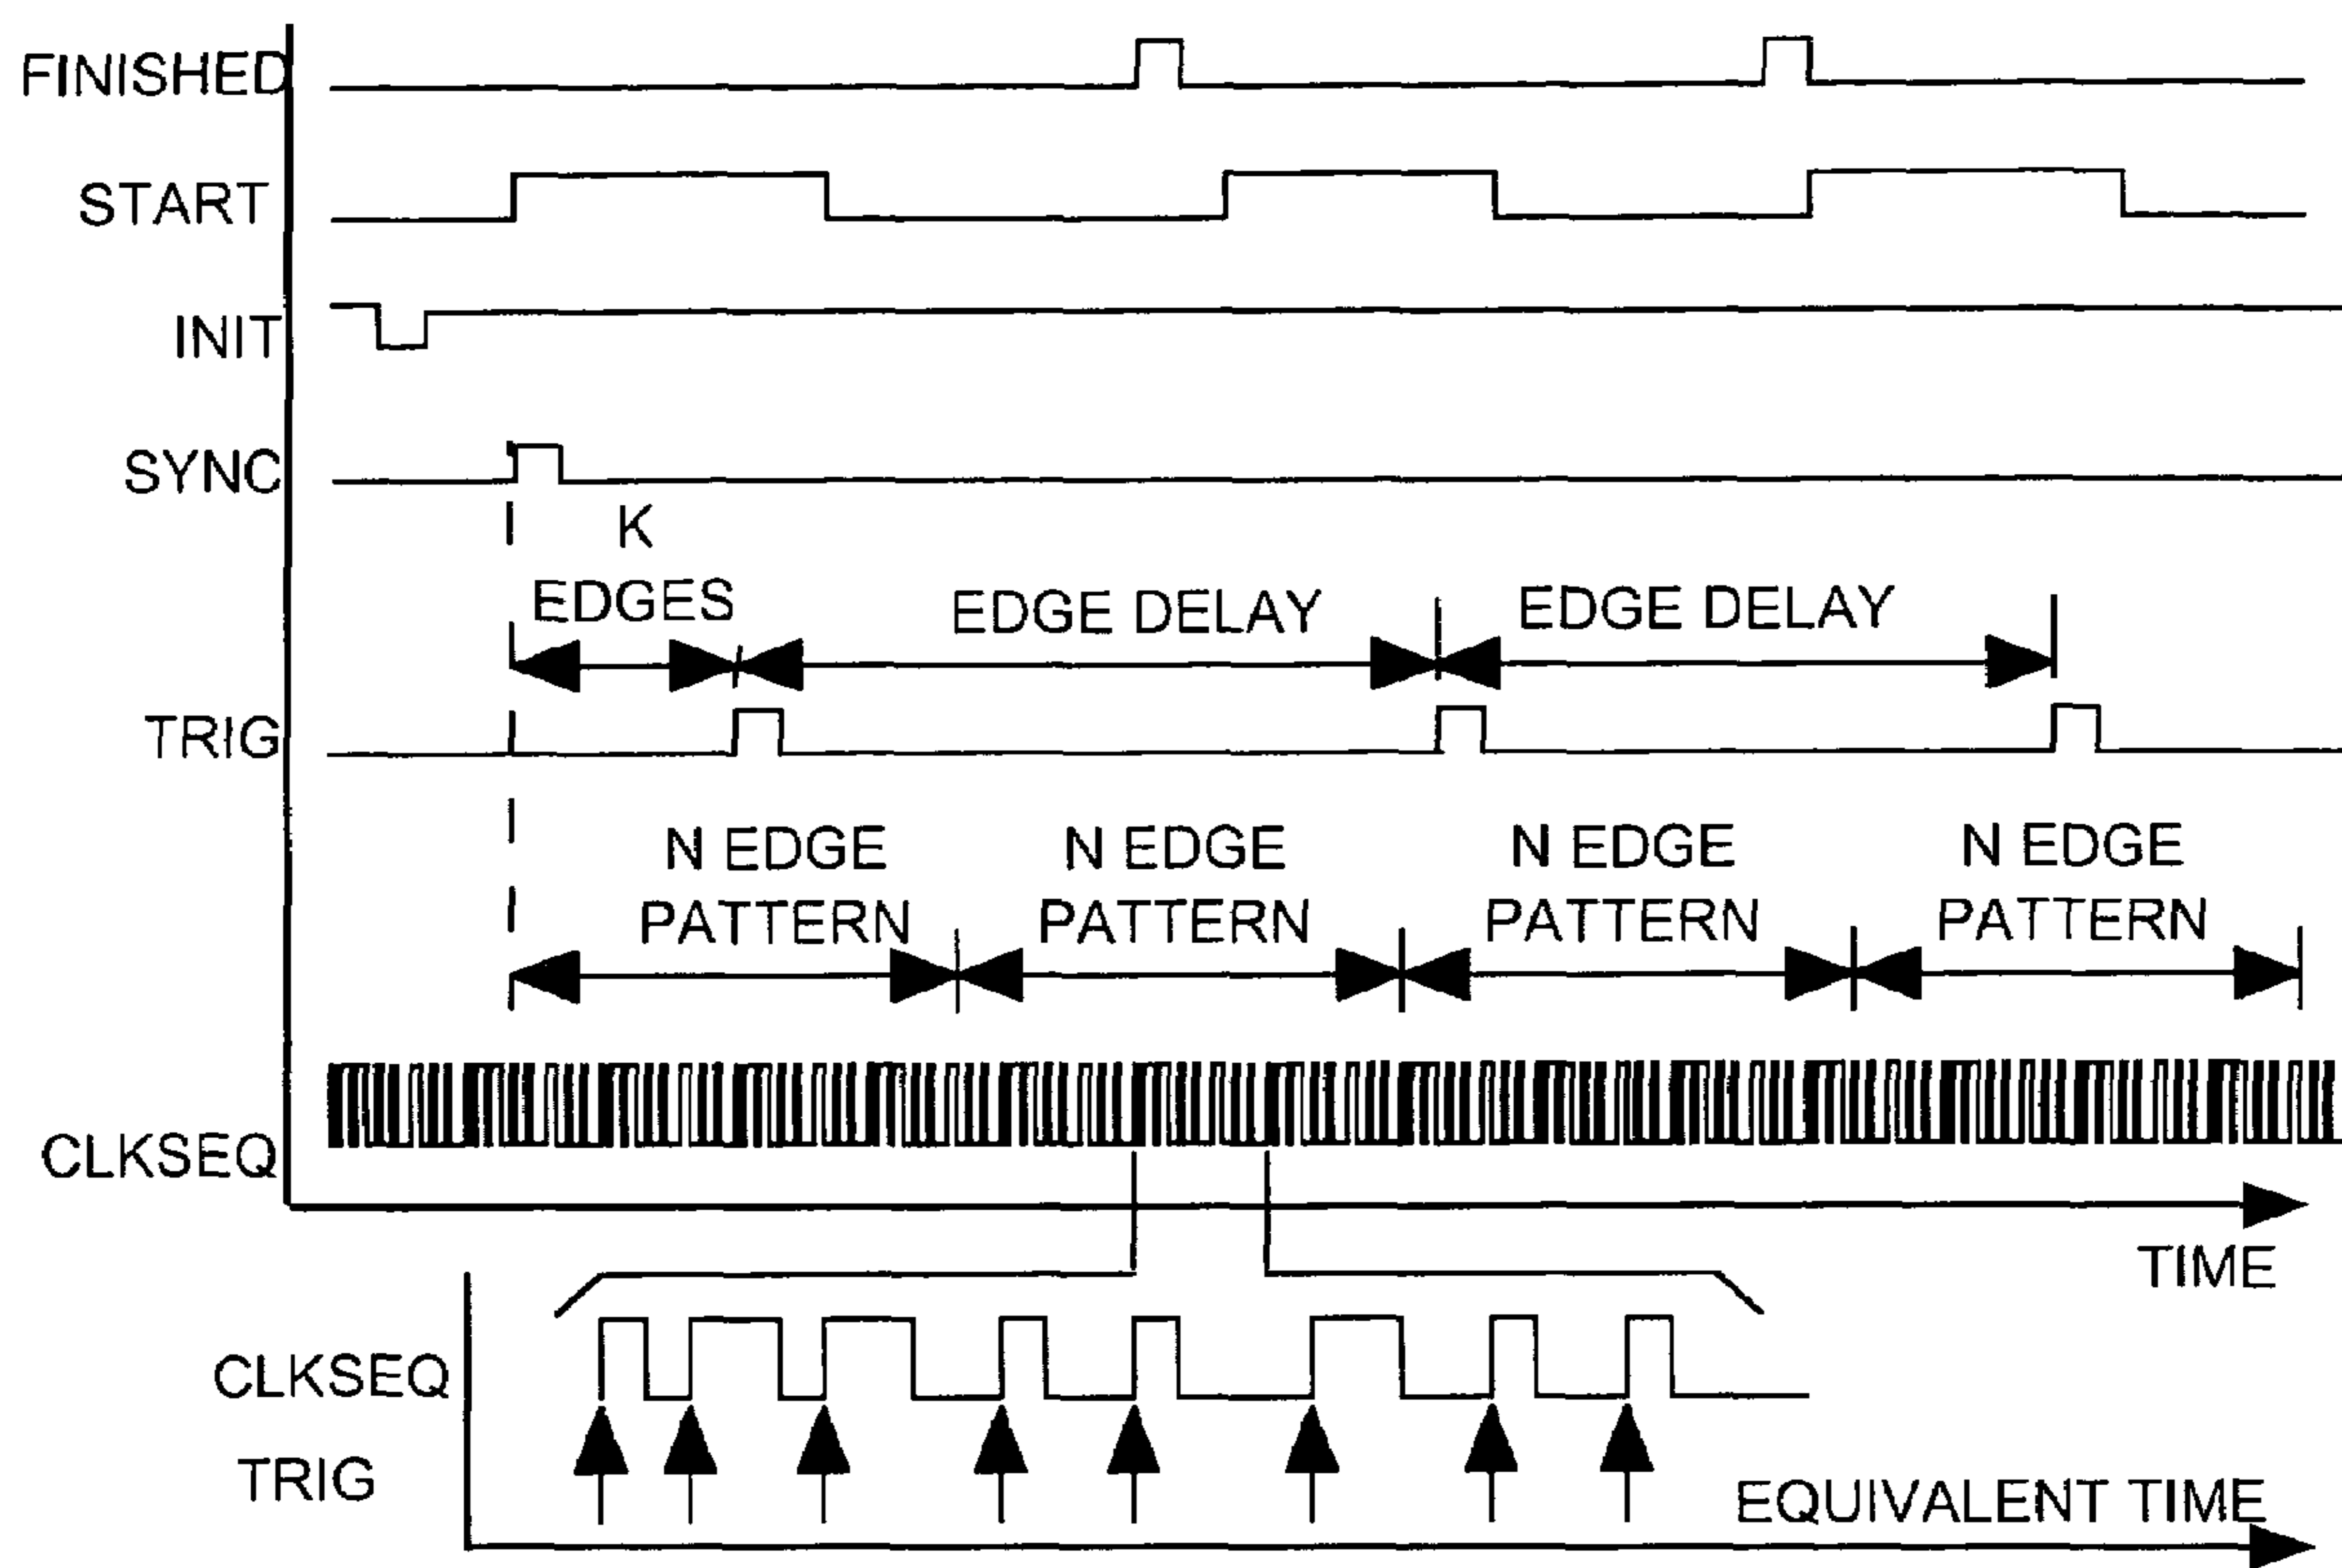 FINISHED
START
INIT
SYNC
K
EDGES
EDGE DELAY
EDGE DELAY
TRIG
N EDGE
PATTERN
N EDGE
PATTERN
N EDGE
PATTERN
N EDGE
PATTERN
CLKSEQ
TIME
CLKSEQ
TRIG
EQUIVALENT TIME